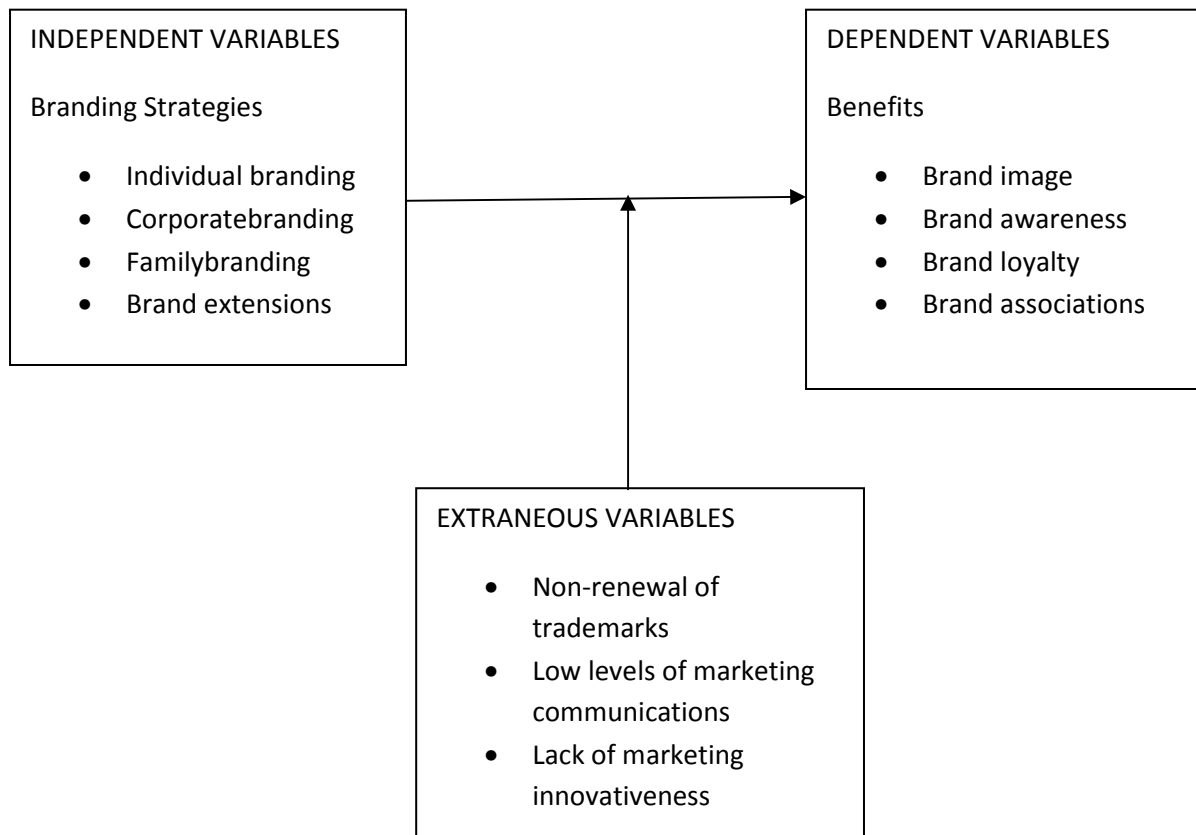 INDEPENDENT VARIABLES
Branding Strategies
• Individual branding
• Corporatebranding
• Familybranding
• Brand extensions
DEPENDENT VARIABLES
Benefits
• Brand image
• Brand awareness
• Brand loyalty
• Brand associations
EXTRANEOUS VARIABLES
• Non-renewal of
trademarks
• Low levels of marketing
communications
• Lack of marketing
innovativeness